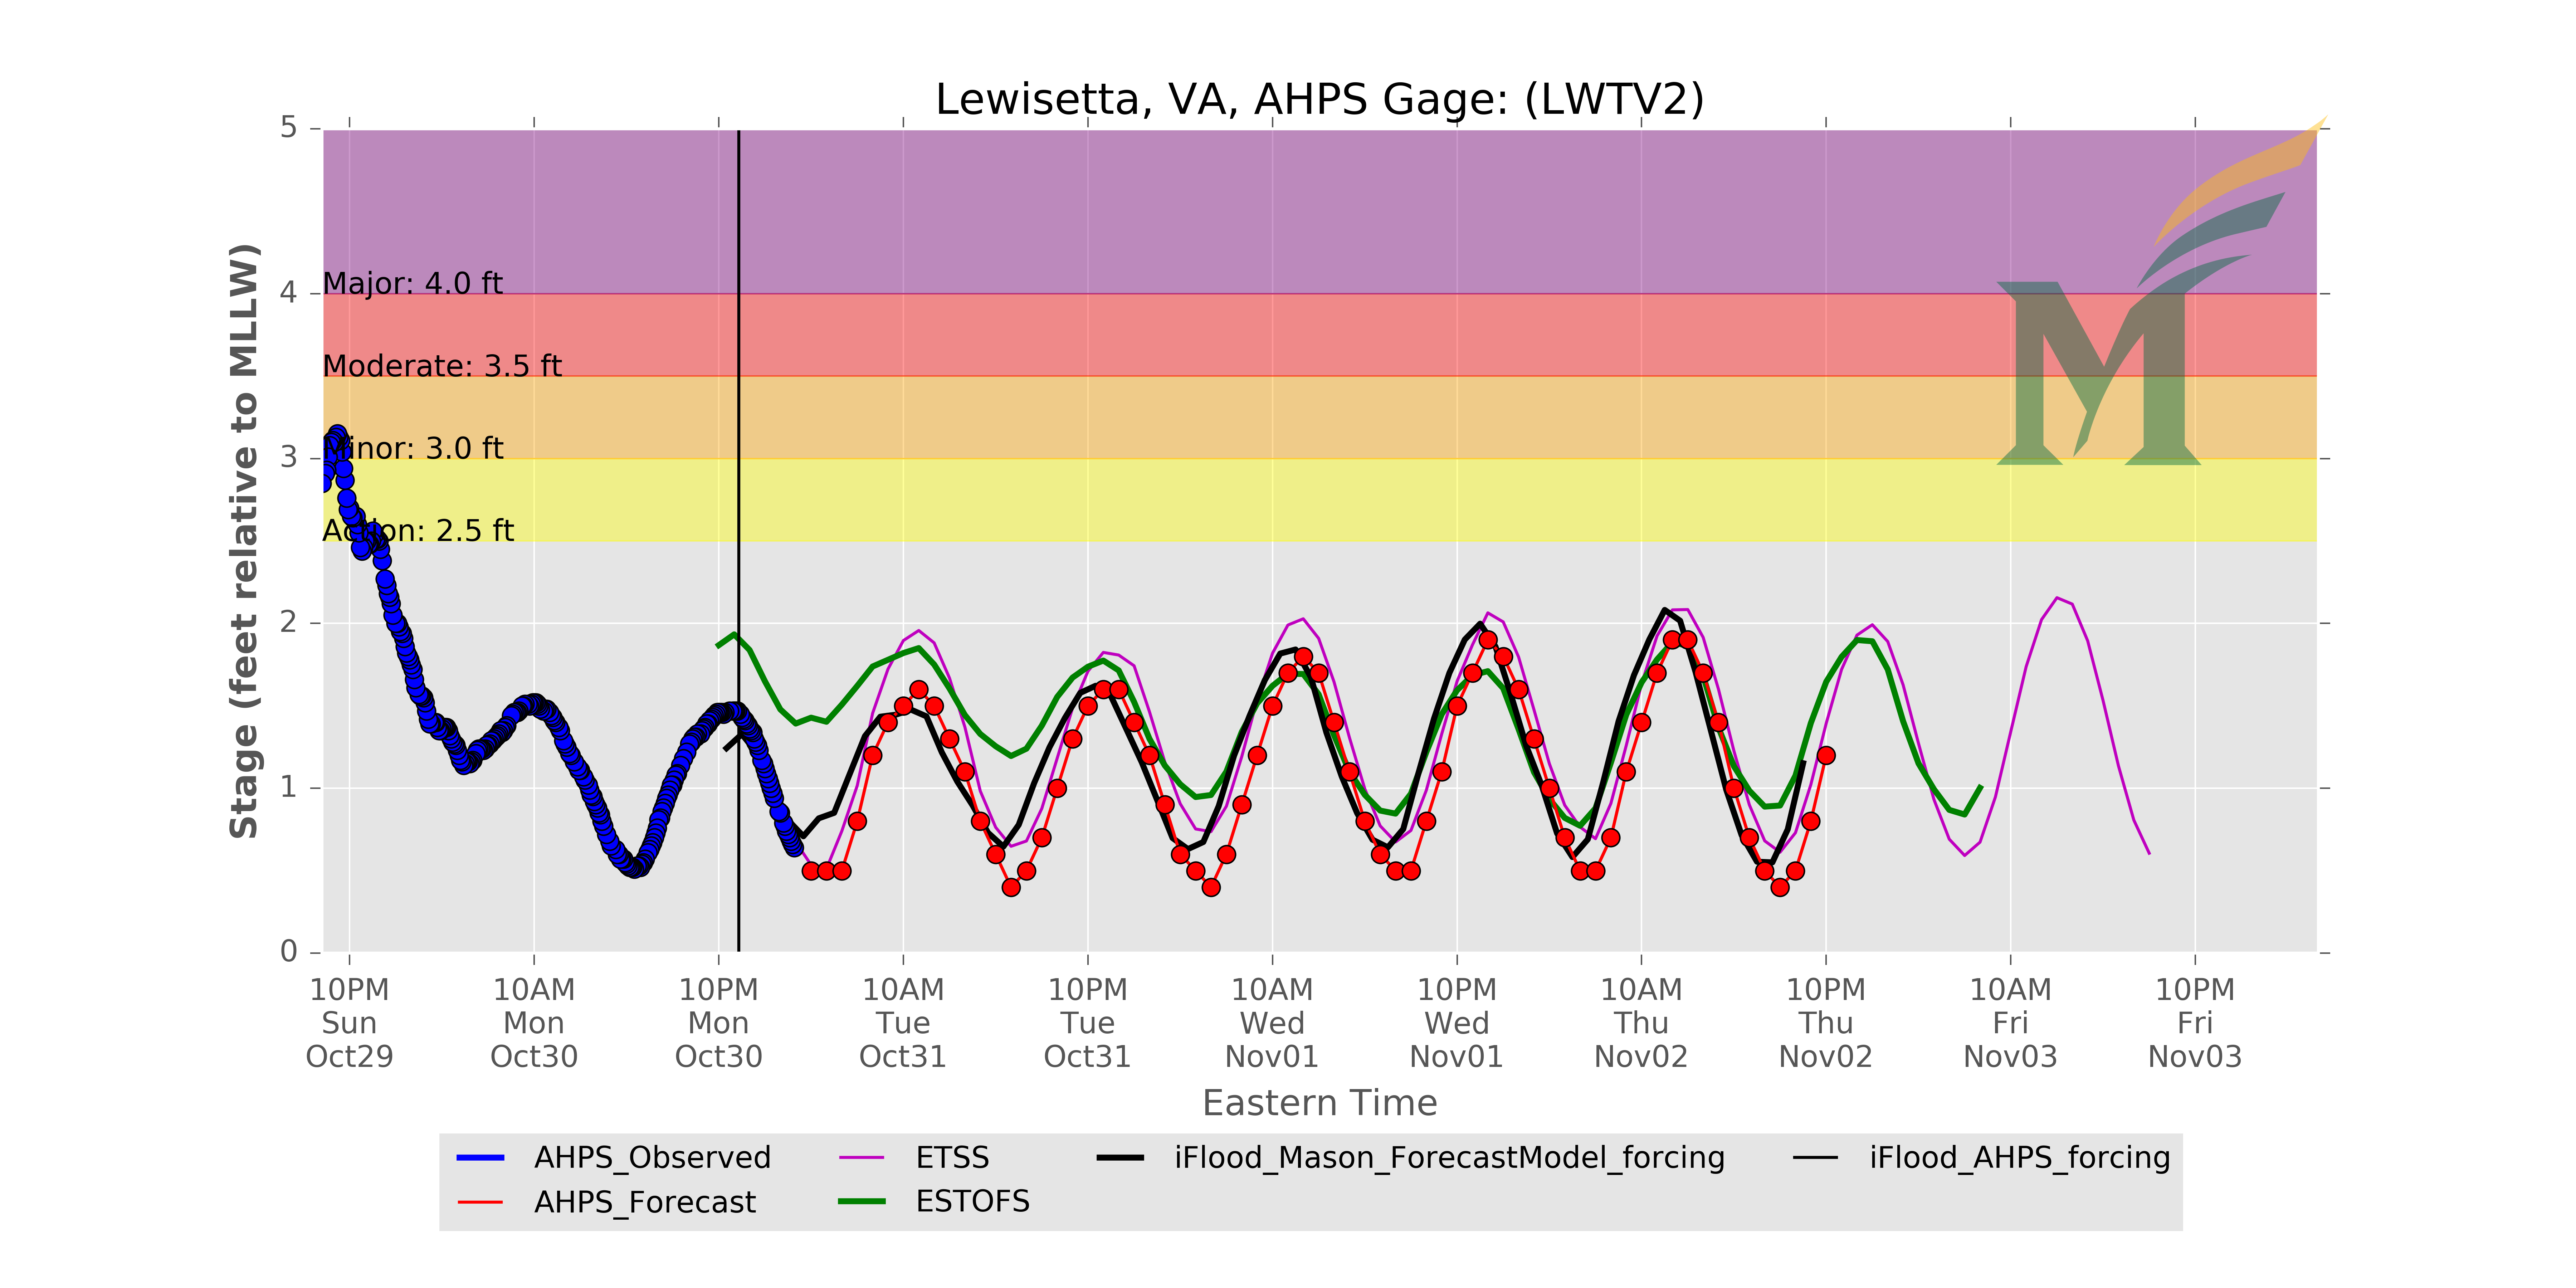 Lewisetta, VA, AHPS Gage: (LWTV2)
Stage (feet relative to MLLW)
5
4
3
2
1
0
Major: 4.0 ft
Moderate: 3.5 ft
Minor: 3.0 ft
Action: 2.5 ft
10PM 10AM 10PM 10AM 10PM 10AM 10PM 10AM 10PM 10AM 10PM
Sun Mon Mon Tue Tue Wed Wed Thu Thu Fri Fri
Oct29 Oct30 Oct30 Oct31 Oct31 Nov01 Nov01 Nov02 Nov02 Nov03 Nov03
Eastern Time
AHPS_Observed ETSS iFlood_Mason_ForecastModel_forcing iFlood_AHPS_forcing
AHPS_Forecast ESTOFS
M